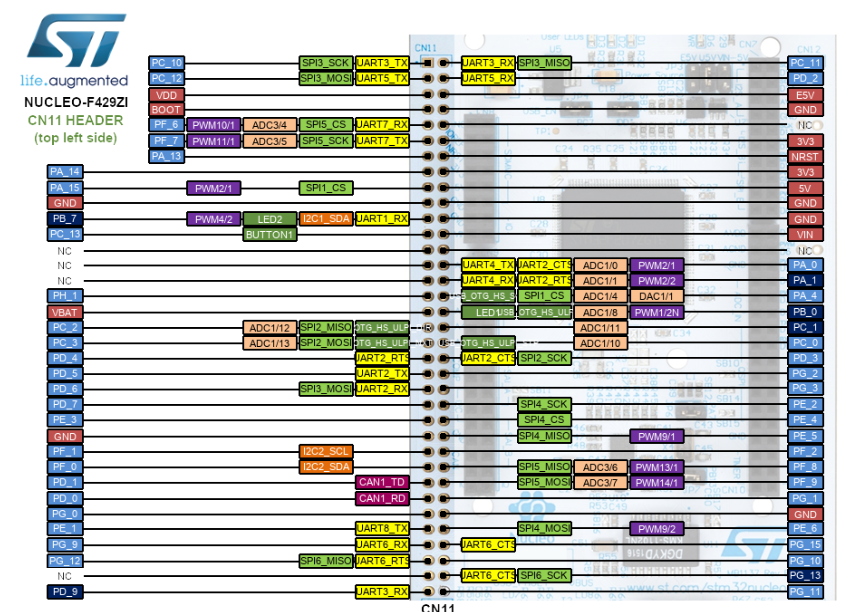 life.augmented
NUCLEO-F429ZI
CN11 HEADER
(top left side)
CN11
PC_10 SPI3_SCK UART3_TX UART3_RX SPI3_MISO PC_11
PC_12 SPI3_MOSI UART5_TX UART5_RX PD_2
VDD E5V
BOOT GND
PF_6 PWM10/1 ADC3/4 SPI5_CS UART7_RX NC
PF_7 PWM11/1 ADC3/5 SPI5_SCK UART7_TX 3V3
PA_13 NRST
PA_14 3V3
PA_15 PWM2/1 SPI1_CS 5V
GND GND
PB_7 PWM4/2 LED2 I2C1_SDA UART1_RX GND
PC_13 BUTTON1 VIN
NC NC
NC UART4_TX UART2_CTS ADC1/0 PWM2/1 PA_0
NC UART4_RX UART2_RTS ADC1/1 PWM2/2 PA_1
PH_1 SPI1_CS ADC1/4 DAC1/1 PA_4
VBAT LED1 ADC1/8 PWM1/2N PB_0
PC_2 ADC1/12 SPI2_MISO ADC1/11 PC_1
PC_3 ADC1/13 SPI2_MOSI ADC1/10 PC_0
PD_4 UART2_RTS UART2_CTS SPI2_SCK PD_3
PD_5 UART2_TX PG_2
PD_6 SPI3_MOSI UART2_RX PG_3
PD_7 SPI4_SCK PE_2
PE_3 SPI4_CS PE_4
GND SPI4_MISO PWM9/1 PE_5
PF_1 I2C2_SCL PF_2
PF_0 I2C2_SDA SPI5_MISO ADC3/6 PWM13/1 PF_8
PD_1 CAN1_TD SPI5_MOSI ADC3/7 PWM14/1 PF_9
PD_0 CAN1_RD PG_1
PG_0 GND
PE_1 UART8_TX SPI4_MOSI PWM9/2 PE_6
PG_9 UART6_RX UART6_CTS PG_15
PG_12 SPI6_MISO UART6_RTS PG_10
NC UART6_CTS SPI6_SCK PG_13
PD_9 UART3_RX PG_11
CN11